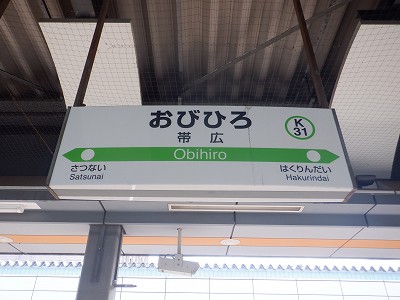 おびひろ
帯広
K
31
Obihiro
さつない
Satsunai
はくりんだい
Hakurindai